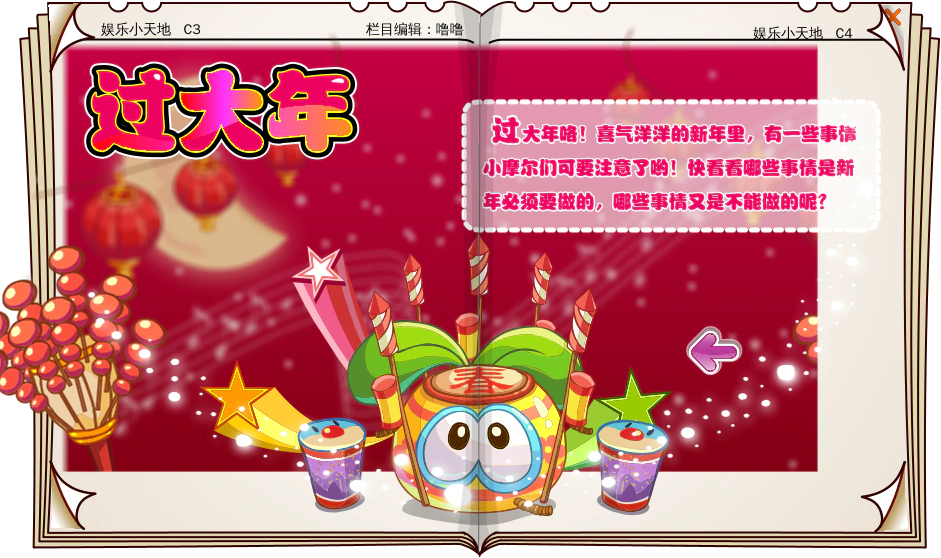 娱乐小天地 C3
栏目编辑：噜噜
娱乐小天地 C4
过大年
过大年咯！喜气洋洋的新年里，有一些事情
小摩尔们可要注意了哟！快看看哪些事情是新
年必须要做的，哪些事情又是不能做的呢？
春